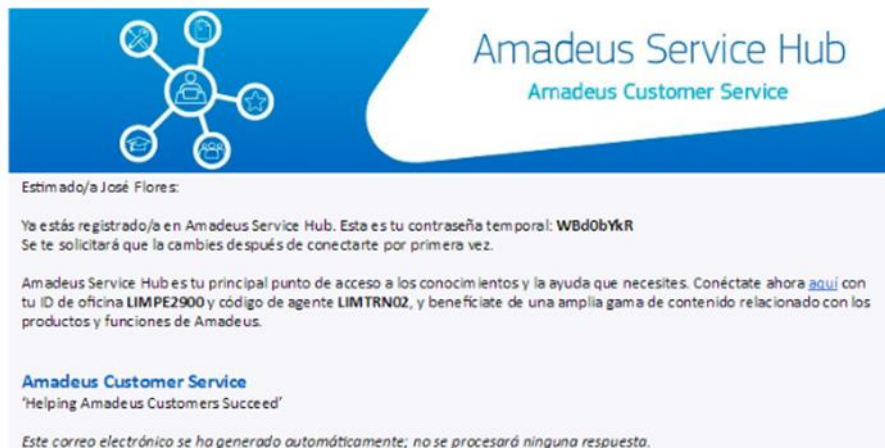 Amadeus Service Hub
Amadeus Customer Service
Estimado/a José Flores:
Ya estás registrado/a en Amadeus Service Hub. Esta es tu contraseña temporal: WBd0bYkR
Se te solicitará que la cambies después de conectarte por primera vez.
Amadeus Service Hub es tu principal punto de acceso a los conocimientos y la ayuda que necesites. Conéctate ahora aquí con
tu ID de oficina LIMPE2900 y código de agente LIMTRN02, y benefíciate de una amplia gama de contenido relacionado con los
productos y funciones de Amadeus.
Amadeus Customer Service
'Helping Amadeus Customers Succeed'
Este correo electrónico se ha generado automáticamente; no se procesará ninguna respuesta.